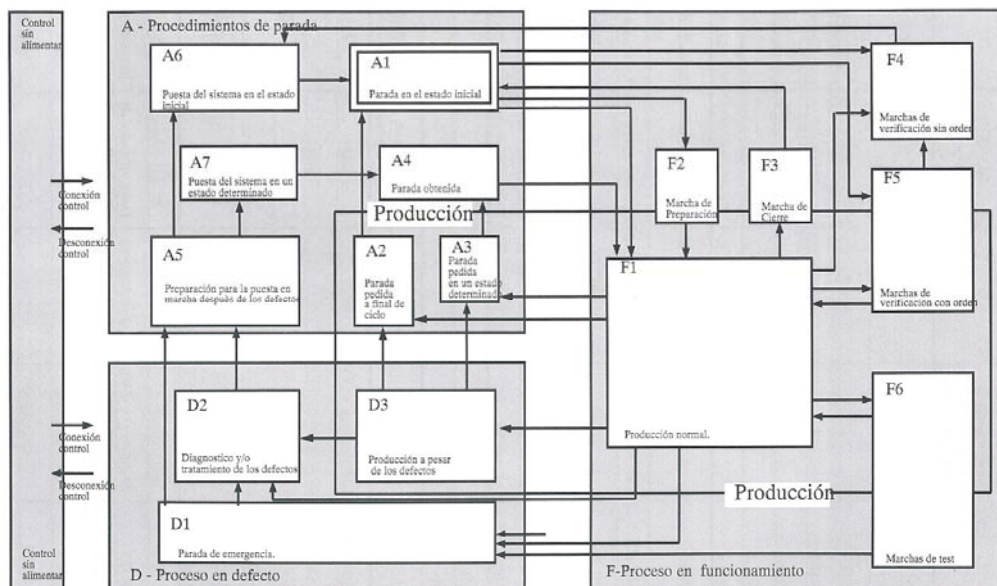 Control
sin
alimentar
A - Procedimientos de parada
A6
Puesta del sistema en el estado
inicial
A1
Parada en el estado inicial
F4
Marchas de
verificación sin orden
A7
Puesta del sistema en un
estado determinado
A4
Parada obtenida
F2
Marcha de
Preparación
F3
Marcha de
Cierre
F5
Marchas de
verificación con orden
Conexión
control
Desconexión
control
Producción
A5
Preparación para la puesta en
marcha después de los defectos
A2
Parada
pedida
a final de
ciclo
A3
Parada
pedida
en un estado
determinado
F1
Producción normal.
D2
Diagnostico y/o
tratamiento de los defectos
D3
Producción a pesar
de los defectos
F6
Marchas de test
Conexión
control
Desconexión
control
Producción
D1
Parada de emergencia.
Control
sin
alimentar
D - Proceso en defecto
F-Proceso en funcionamiento